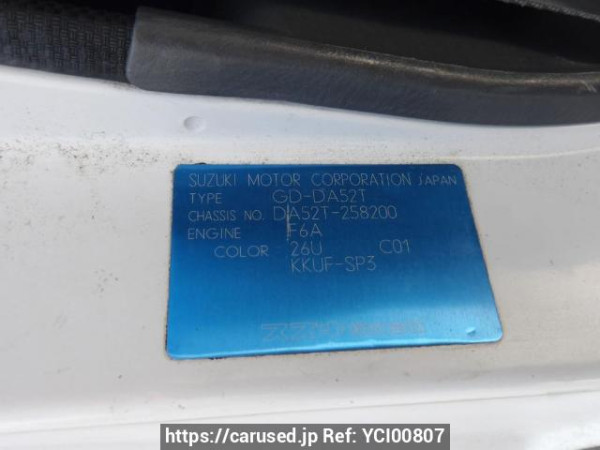 SUZUKI MOTOR CORPORATION JAPAN
TYPE GD-DA52T
CHASSIS NO. DA52T-258200
ENGINE F6A
COLOR 26U C01
KKUF-SP3
https://carused.jp Ref: YCI00807